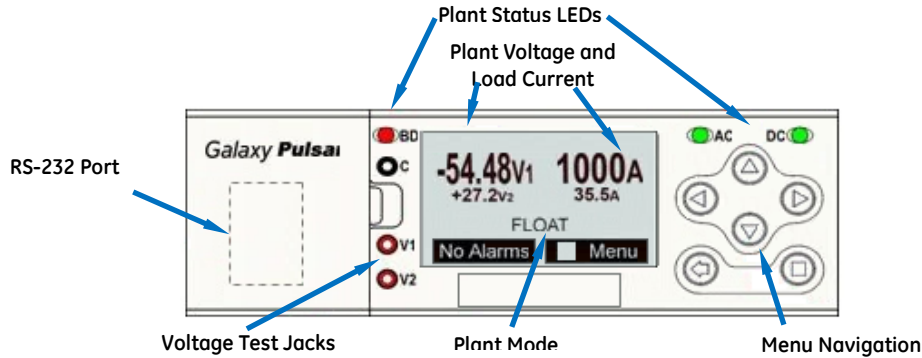 Plant Status LEDs
Plant Voltage and
Load Current
RS-232 Port
Galaxy Pulsar
BD
C
V1
V2
-54.48V1 1000A
+27.2V2 35.5A
FLOAT
No Alarms Menu
AC DC
Voltage Test Jacks
Plant Mode
Menu Navigation